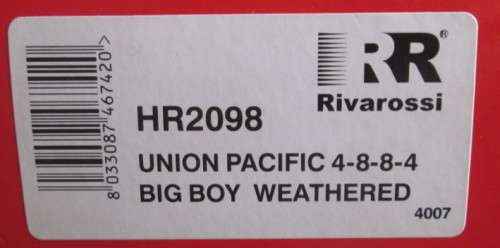 8 033087 467420 >
RR®
Rivarossi
HR2098
UNION PACIFIC 4-8-8-4
BIG BOY WEATHERED
4007